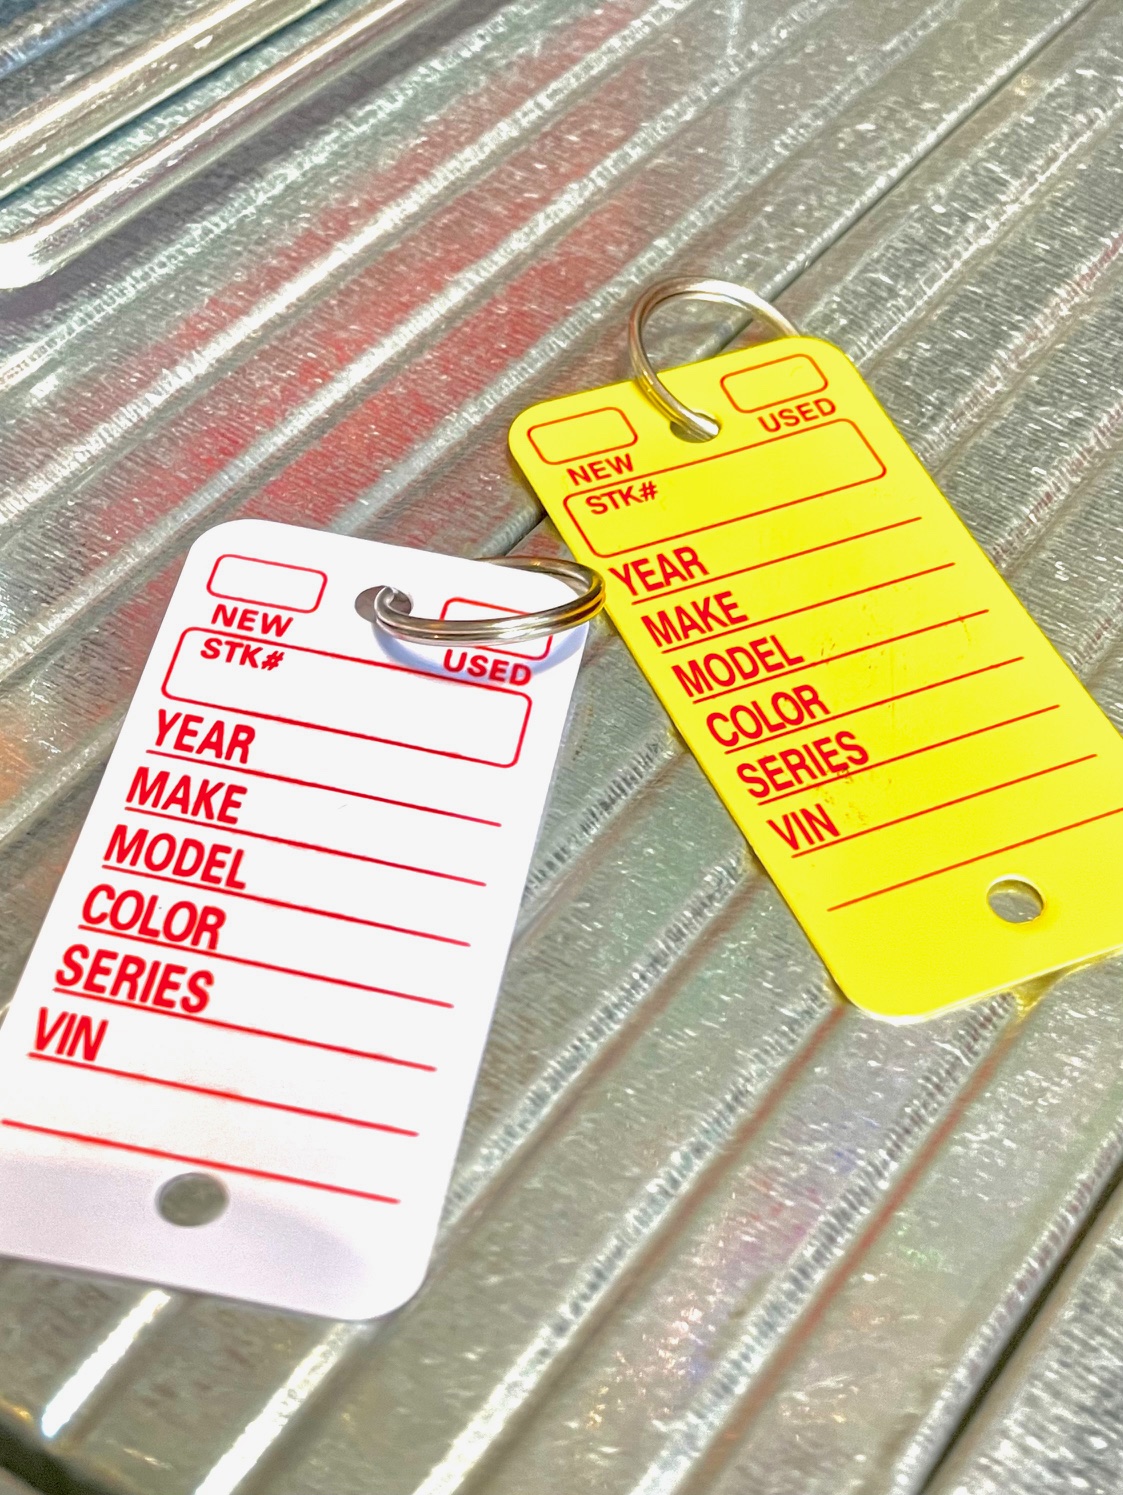 NEW USED
STK#
YEAR
MAKE
MODEL
COLOR
SERIES
VIN
NEW USED
STK#
YEAR
MAKE
MODEL
COLOR
SERIES
VIN